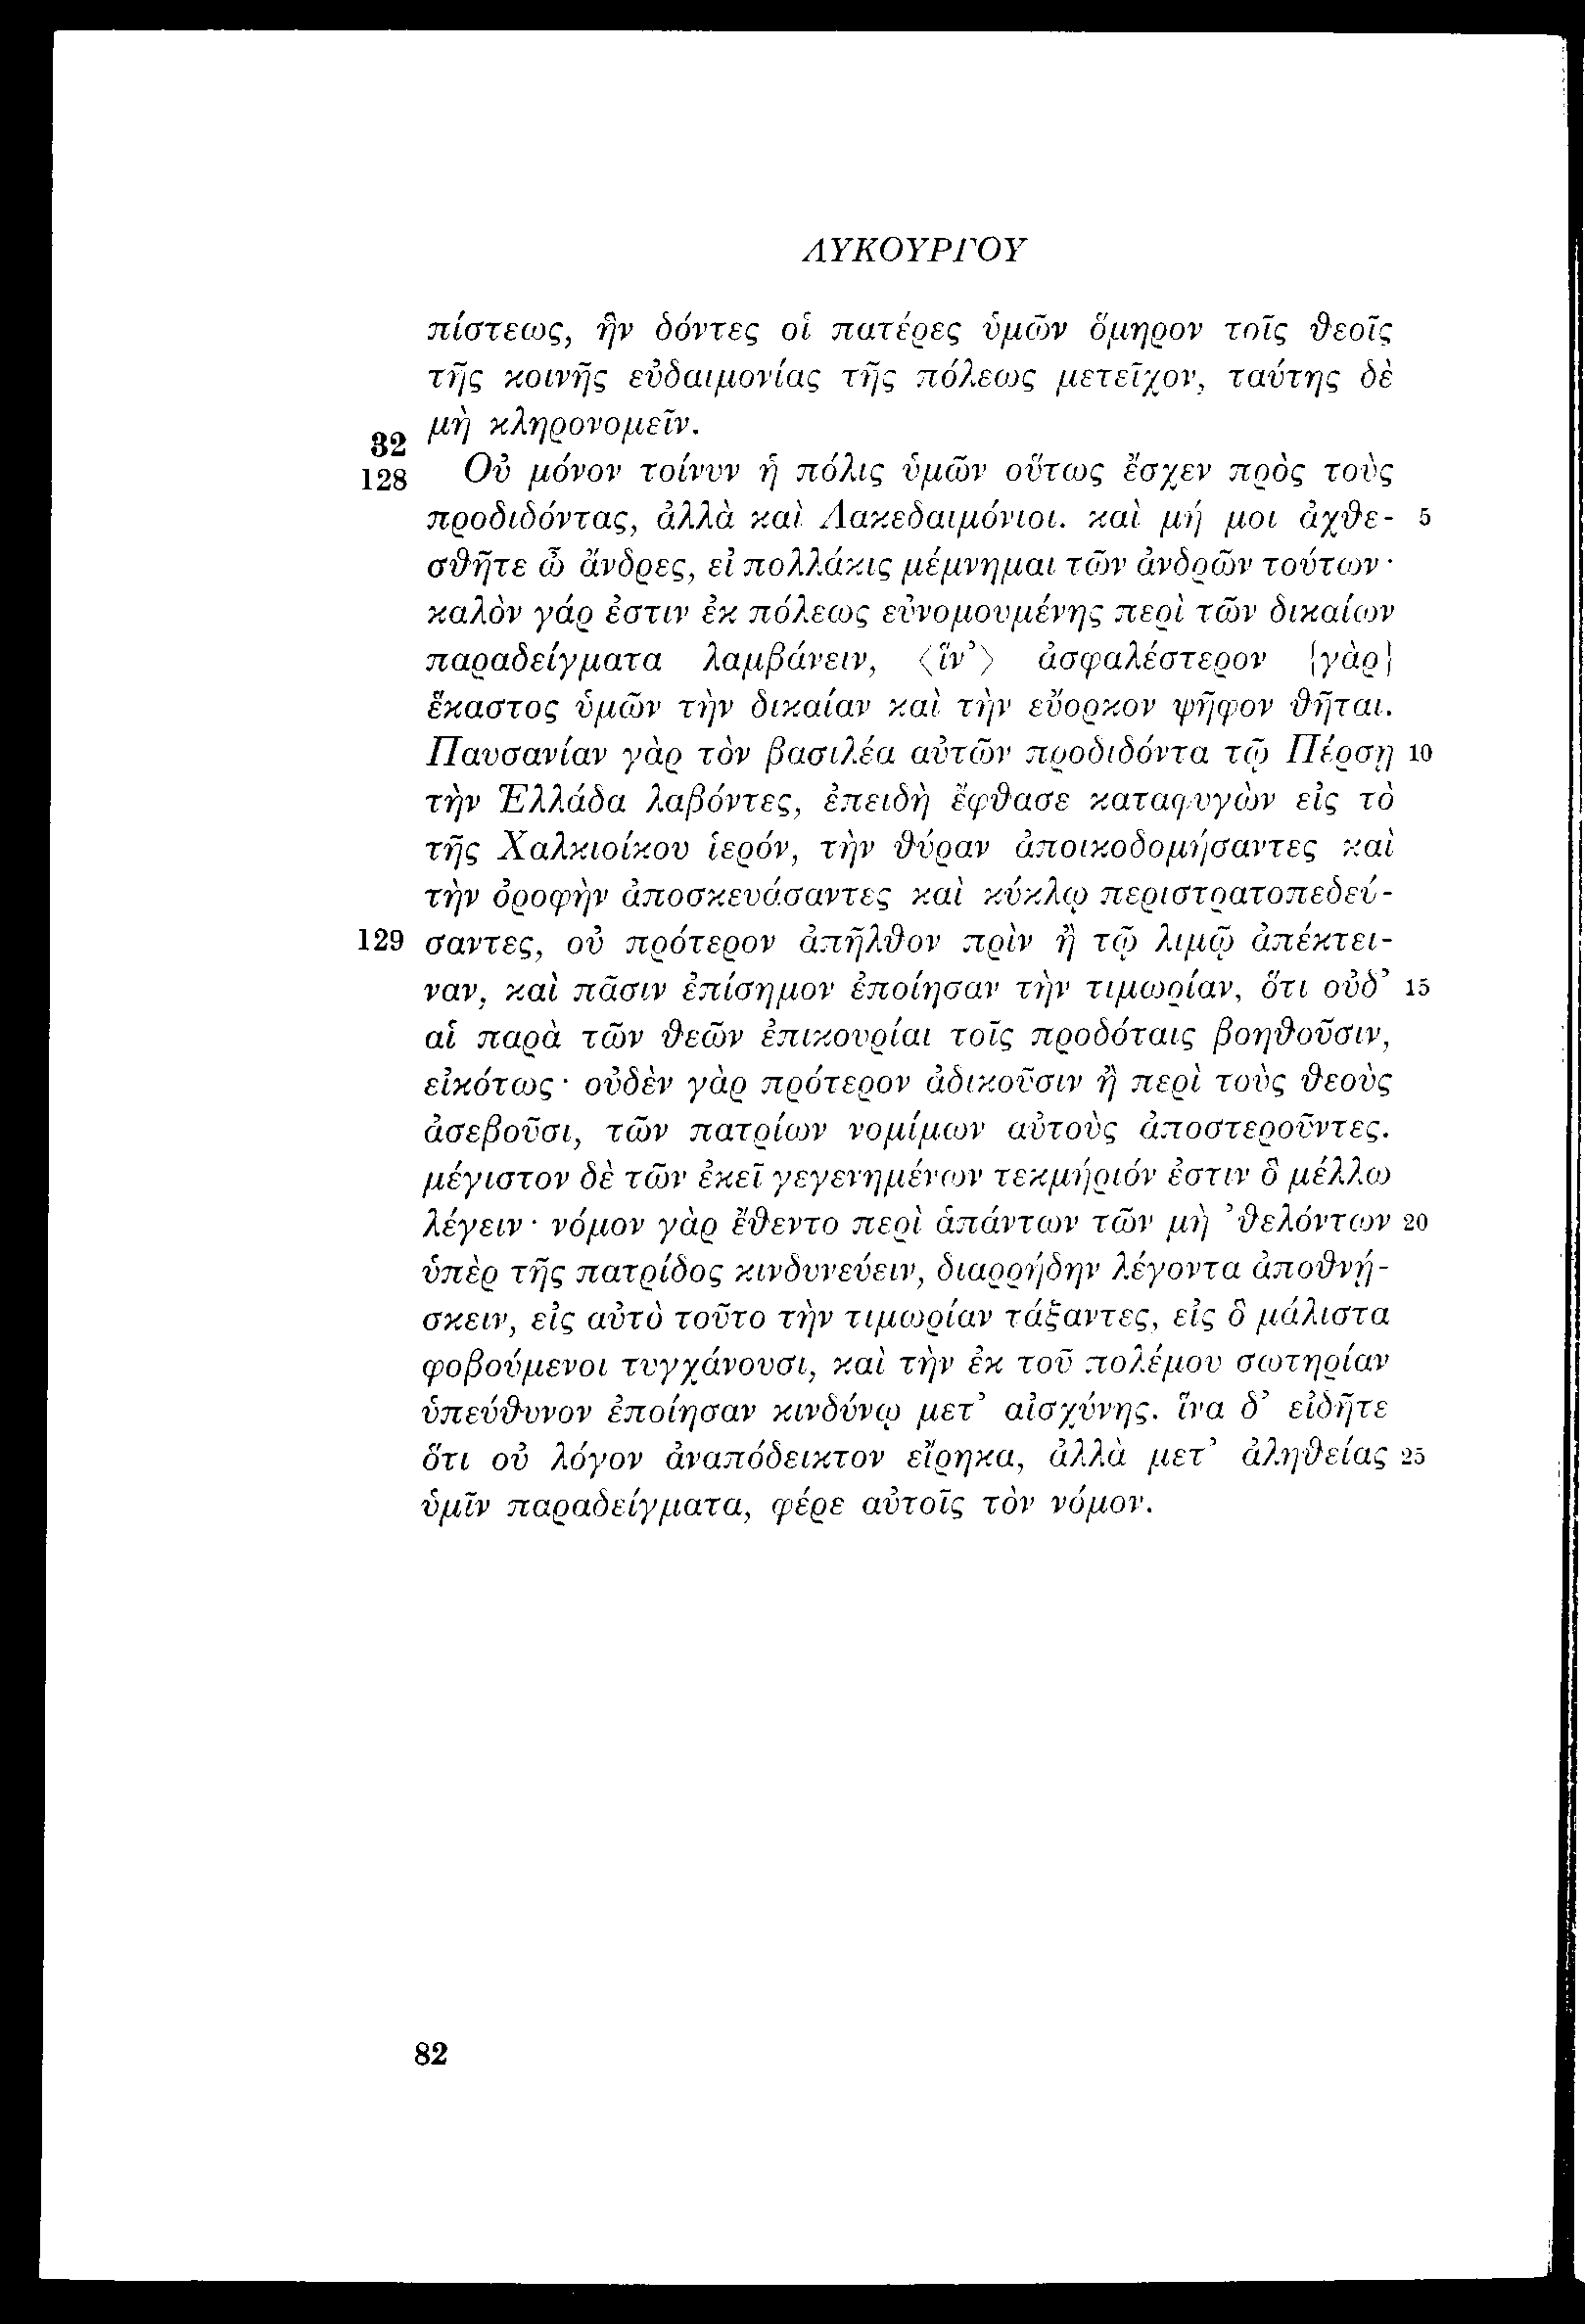 ΛΥΚΟΥΡΓΟΥ
πίστεως, ἣν δόντες οἱ πατέρες ὑμῶν ὅμηρον τοῖς θεοῖς
τῆς κοινῆς εὐδαιμονίας τῆς πόλεως μετεῖχον, ταύτης δὲ
32 μὴ κληρονομεῖν.
128 Οὐ μόνον τοίνυν ἡ πόλις ὑμῶν οὕτως ἔσχεν πρὸς τοὺς
προδιδόντας, ἀλλὰ καὶ Λακεδαιμόνιοι. καὶ μή μοι ἀχθε- 5
σθῆτε ὦ ἄνδρες, εἰ πολλάκις μέμνημαι τῶν ἀνδρῶν τούτων·
καλὸν γάρ ἐστιν ἐκ πόλεως εὐνομουμένης περὶ τῶν δικαίων
παραδείγματα λαμβάνειν, ⟨ἵν’⟩ ἀσφαλέστερον {γὰρ}
ἕκαστος ὑμῶν τὴν δικαίαν καὶ τὴν εὔορκον ψῆφον θῆται.
Παυσανίαν γὰρ τὸν βασιλέα αὐτῶν προδιδόντα τῷ Πέρσῃ 10
τὴν Ἑλλάδα λαβόντες, ἐπειδὴ ἔφθασε καταφυγὼν εἰς τὸ
τῆς Χαλκιοίκου ἱερόν, τὴν θύραν ἀποικοδομήσαντες καὶ
τὴν ὀροφὴν ἀποσκευάσαντες καὶ κύκλῳ περιστρατοπεδεύ-
129 σαντες, οὐ πρότερον ἀπῆλθον πρὶν ἢ τῷ λιμῷ ἀπέκτει-
ναν, καὶ πᾶσιν ἐπίσημον ἐποίησαν τὴν τιμωρίαν, ὅτι οὐδ’ 15
αἱ παρὰ τῶν θεῶν ἐπικουρίαι τοῖς προδόταις βοηθοῦσιν,
εἰκότως· οὐδὲν γὰρ πρότερον ἀδικοῦσιν ἢ περὶ τοὺς θεοὺς
ἀσεβοῦσι, τῶν πατρίων νομίμων αὐτοὺς ἀποστεροῦντες.
μέγιστον δὲ τῶν ἐκεῖ γεγενημένων τεκμήριόν ἐστιν ὃ μέλλω
λέγειν· νόμον γὰρ ἔθεντο περὶ ἁπάντων τῶν μὴ ’θελόντων 20
ὑπὲρ τῆς πατρίδος κινδυνεύειν, διαρρήδην λέγοντα ἀποθνῄ-
σκειν, εἰς αὐτὸ τοῦτο τὴν τιμωρίαν τάξαντες, εἰς ὃ μάλιστα
φοβούμενοι τυγχάνουσι, καὶ τὴν ἐκ τοῦ πολέμου σωτηρίαν
ὑπεύθυνον ἐποίησαν κινδύνῳ μετ’ αἰσχύνης. ἵνα δ’ εἰδῆτε
ὅτι οὐ λόγον ἀναπόδεικτον εἴρηκα, ἀλλὰ μετ’ ἀληθείας 25
ὑμῖν παραδείγματα, φέρε αὐτοῖς τὸν νόμον.
82